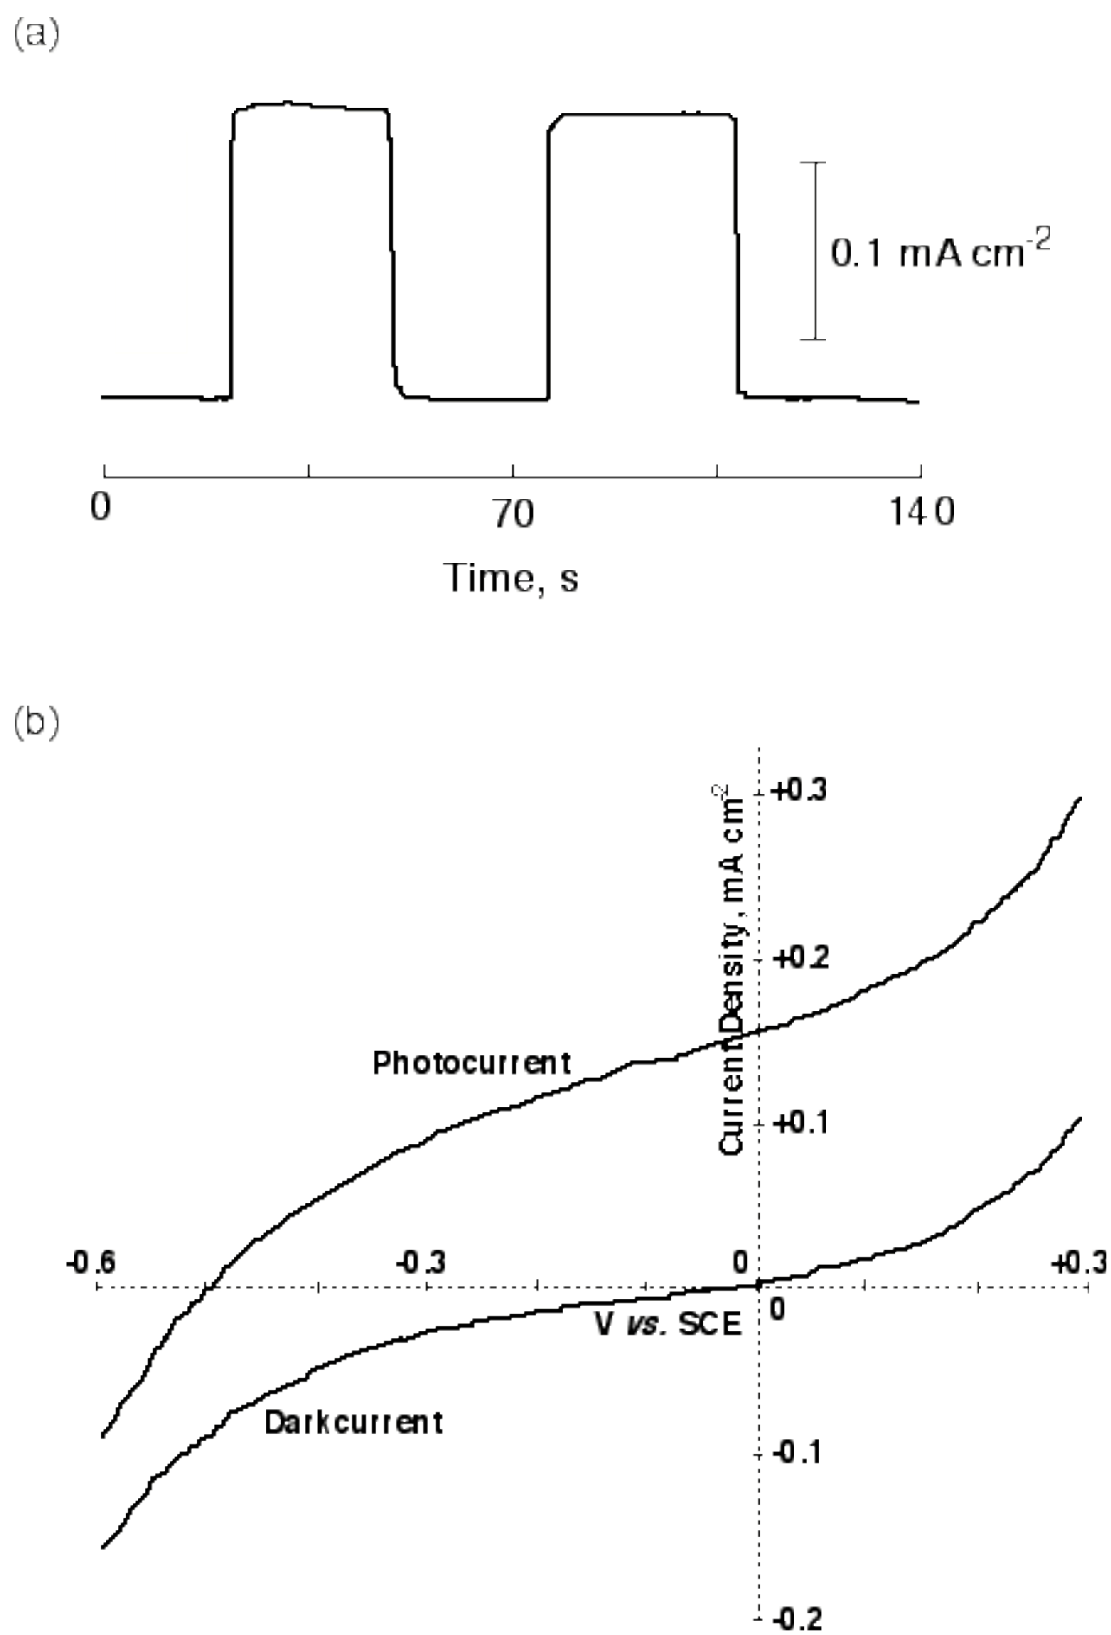 (a)
0.1 mA cm-2
0 70 140
Time, s
(b)
Current Density, mA cm-2
+0.3
+0.2
Photocurrent
+0.1
-0.6 -0.3 0 +0.3
V vs. SCE 0
Darkcurrent
-0.1
-0.2